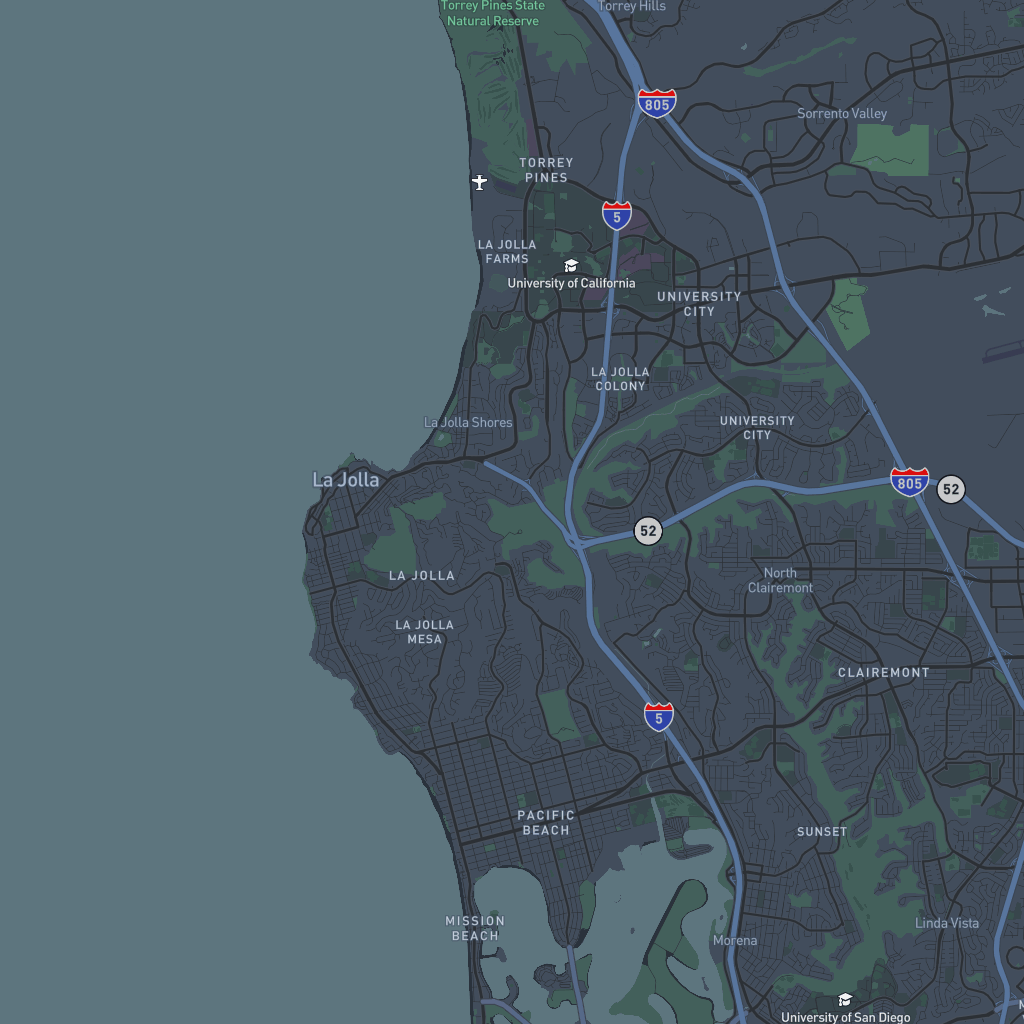 Torrey Pines State
Natural Reserve
Torrey Hills
805
Sorrento Valley
TORREY
PINES
5
LA JOLLA
FARMS
University of California
UNIVERSITY
CITY
LA JOLLA
COLONY
La Jolla Shores
UNIVERSITY
CITY
La Jolla
805
52
52
LA JOLLA
North
Clairemont
LA JOLLA
MESA
CLAIREMONT
5
PACIFIC
BEACH
SUNSET
MISSION
BEACH
Linda Vista
Morena
University of San Diego